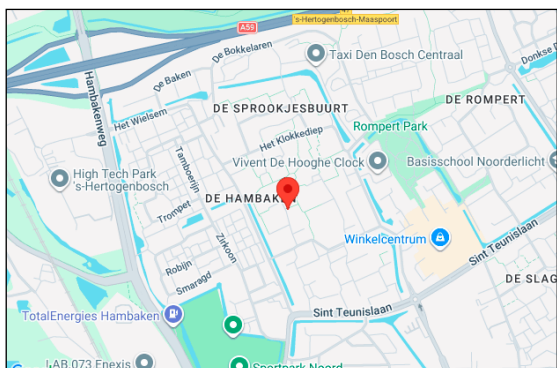 's-Hertogenbosch-Maaspoort
A59
De Bokkelaren
Taxi Den Bosch Centraal
Donkse D
De Baken
Hambakenweg
DE SPROOKJESBUURT
DE ROMPERT
Het Wielsem
Rompert Park
Het Klokkediep
Tamboerijn
Vivent De Hooghe Clock
Basisschool Noorderlicht
High Tech Park
's-Hertogenbosch
DE HAMBAKEN
Trompet
Zirkoon
Winkelcentrum
Sint Teunislaan
Robijn
Smaragd
DE SLAG
Sint Teunislaan
TotalEnergies Hambaken
LAB.073 Enexis
Sportpark Noord